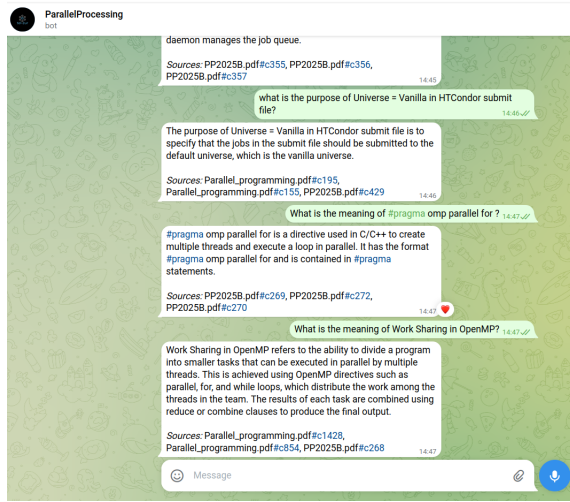 ParallelProcessing
bot
daemon manages the job queue.
Sources: PP2025B.pdf#c355, PP2025B.pdf#c356,
PP2025B.pdf#c357
14:45
what is the purpose of Universe = Vanilla in HTCondor submit
file?
14:46
The purpose of Universe = Vanilla in HTCondor submit file is to
specify that the jobs in the submit file should be submitted to the
default universe, which is the vanilla universe.
Sources: Parallel_programming.pdf#c195,
Parallel_programming.pdf#c155, PP2025B.pdf#c429
14:46
What is the meaning of #pragma omp parallel for ? 14:47
#pragma omp parallel for is a directive used in C/C++ to create
multiple threads and execute a loop in parallel. It has the format
#pragma omp parallel for and is contained in #pragma
statements.
Sources: PP2025B.pdf#c269, PP2025B.pdf#c272,
PP2025B.pdf#c270
14:47
What is the meaning of Work Sharing in OpenMP? 14:47
Work Sharing in OpenMP refers to the ability to divide a program
into smaller tasks that can be executed in parallel by multiple
threads. This is achieved using OpenMP directives such as
parallel, for, and while loops, which distribute the work among the
threads in the team. The results of each task are combined using
reduce or combine clauses to produce the final output.
Sources: Parallel_programming.pdf#c1428,
Parallel_programming.pdf#c854, PP2025B.pdf#c268
14:47
Message